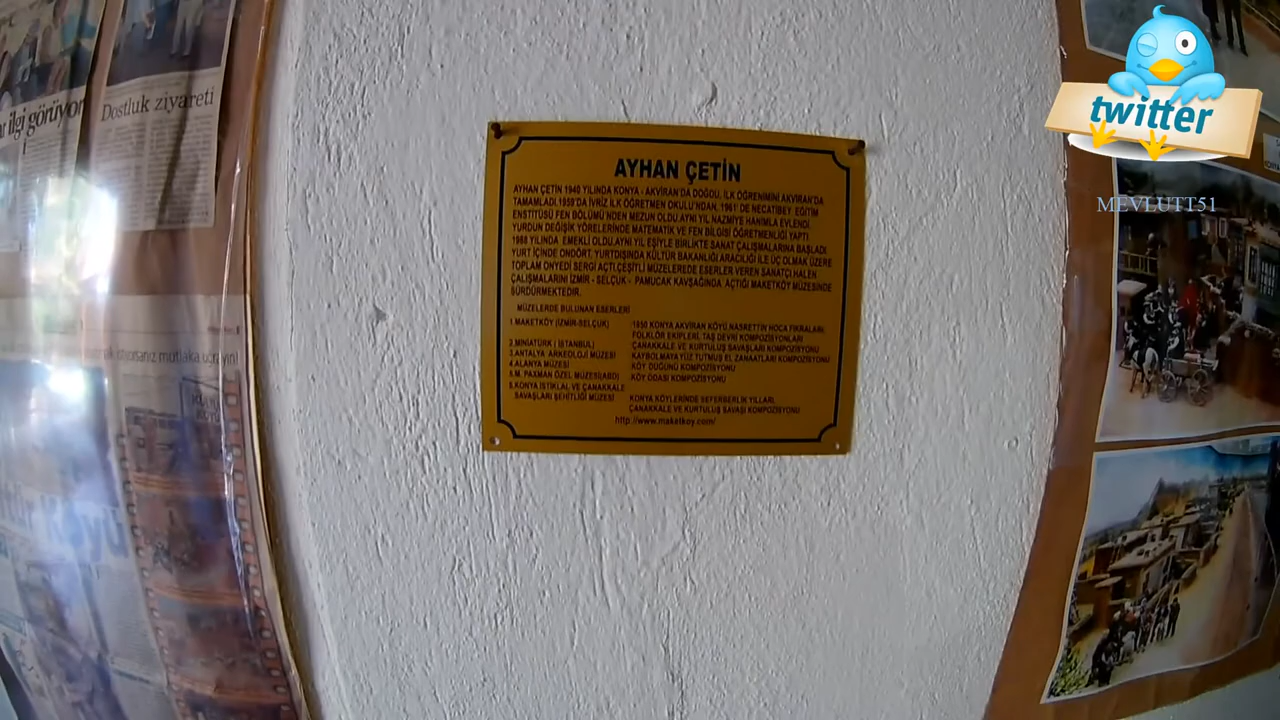 ar ilgi görüyor
Dostluk ziyareti
mutlaka uğrayın!
AYHAN ÇETİN
AYHAN ÇETİN 1940 YILINDA KONYA - AKVİRAN'DA DOĞDU, İLK ÖĞRENİMİNİ AKVİRAN'DA
TAMAMLADI.1959'DA İVRİZ İLK ÖĞRETMEN OKULU'NDAN, 1961' DE NECATİBEY EĞİTİM
ENSTİTÜSÜ FEN BÖLÜMÜ'NDEN MEZUN OLDU.AYNI YIL NAZMİYE HANIMLA EVLENDİ
YURDUN DEĞİŞİK YÖRELERİNDE MATEMATİK VE FEN BİLGİSİ ÖĞRETMENLİĞİ YAPTI
1988 YILINDA EMEKLİ OLDU.AYNI YIL EŞİYLE BİRLİKTE SANAT ÇALIŞMALARINA BAŞLADI.
YURT İÇİNDE ONDÖRT, YURTDIŞINDA KÜLTÜR BAKANLIĞI ARACILIĞI İLE ÜÇ OLMAK ÜZERE
TOPLAM ONYEDİ SERGİ AÇTI.ÇEŞİTLİ MÜZELEREDE ESERLER VEREN SANATÇI,HALEN
ÇALIŞMALARINI İZMİR - SELÇUK - PAMUCAK KAVŞAĞINDA, AÇTIĞI MAKETKÖY MÜZESİNDE
SÜRDÜRMEKTEDİR.
MÜZELERDE BULUNAN ESERLERİ
1.MAKETKÖY (İZMİR-SELÇUK) :1950 KONYA AKVİRAN KÖYÜ,NASRETTİN HOCA FIKRALARI,
FOLKLÖR EKİPLERİ, TAŞ DEVRİ KOMPOZİSYONLARI
2.MİNİATÜRK ( İSTANBUL) :ÇANAKKALE VE KURTULUŞ SAVAŞLARI KOMPOZİSYONU
3.ANTALYA ARKEOLOJİ MÜZESİ :KAYBOLMAYA YÜZ TUTMUŞ EL ZANAATLARI KOMPOZİSYONU
4.ALANYA MÜZESİ :KÖY DÜĞÜNÜ KOMPOZİSYONU
5.M. PAXMAN ÖZEL MÜZESİ(ABD) :KÖY ODASI KOMPOZİSYONU
6.KONYA İSTİKLAL VE ÇANAKKALE
SAVAŞLARI ŞEHİTLİĞİ MÜZESİ :KONYA KÖYLERİNDE SEFERBERLİK YILLARI,
ÇANAKKALE VE KURTULUŞ SAVAŞI KOMPOZİSYONU
http://www.maketkoy.com/
twitter
MEVLUTT51